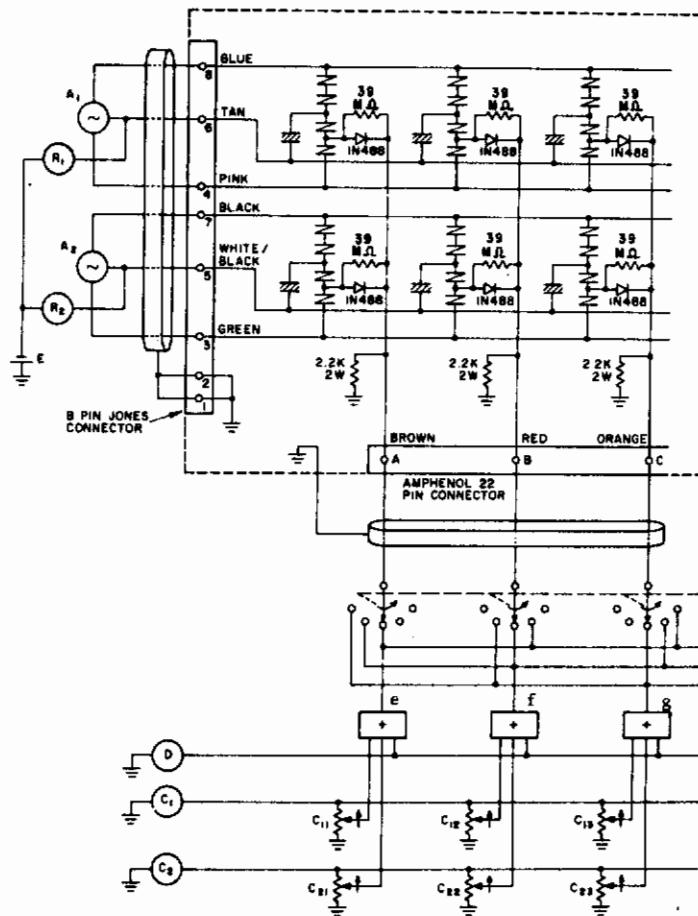 8 BLUE
A1
39 MΩ 39 MΩ 39 MΩ
6 TAN
IN488 IN488 IN488
R1
4 PINK
7 BLACK
A2
39 MΩ 39 MΩ 39 MΩ
WHITE/
5 BLACK
IN488 IN488 IN488
R2
3 GREEN
E
2.2K 2W 2.2K 2W 2.2K 2W
2
1
8 PIN JONES
CONNECTOR
BROWN RED ORANGE
A B C
AMPHENOL 22
PIN CONNECTOR
e f g
+ + +
D
C1
C11 C12 C13
C2
C21 C22 C23